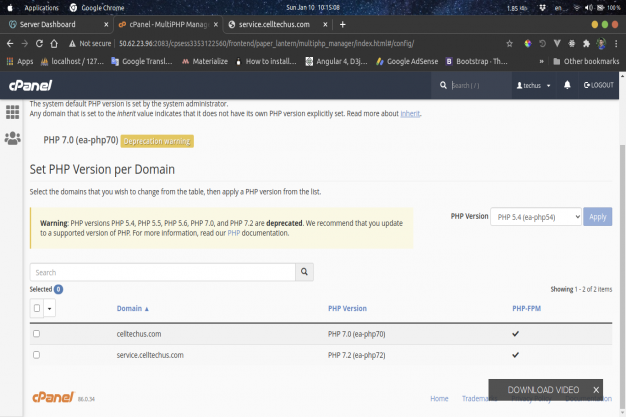 Applications
Google Chrome
Sun Jan 10 10:15:08
1.85
en
100 %
Server Dashboard
cPanel - MultiPHP Manag
service.celltechus.com
Not secure | 50.62.23.96:2083/cpsess3353122560/frontend/paper_lantern/multiphp_manager/index.html#/config/
Apps
localhost / 127...
Google Transl...
Materialize
How to install...
Angular 4, D3j...
Google AdSense
Bootstrap · Th...
Other bookmarks
cPanel
Search ( / )
techus
LOGOUT
The system default PHP version is set by the system administrator.
Any domain that is set to the inherit value indicates that it does not have its own PHP version explicitly set. Read more about inherit.
PHP 7.0 (ea-php70) Deprecation warning
Set PHP Version per Domain
Select the domains that you wish to change from the table, then apply a PHP version from the list.
Warning: PHP versions PHP 5.4, PHP 5.5, PHP 5.6, PHP 7.0, and PHP 7.2 are deprecated. We recommend that you update
to a supported version of PHP. For more information, read our PHP documentation.
PHP Version PHP 5.4 (ea-php54) Apply
Search
Selected 0
Showing 1 - 2 of 2 items
Domain ▲ PHP Version PHP-FPM
celltechus.com PHP 7.0 (ea-php70)
service.celltechus.com PHP 7.2 (ea-php72)
cPanel 86.0.34
Home
DOWNLOAD VIDEO X